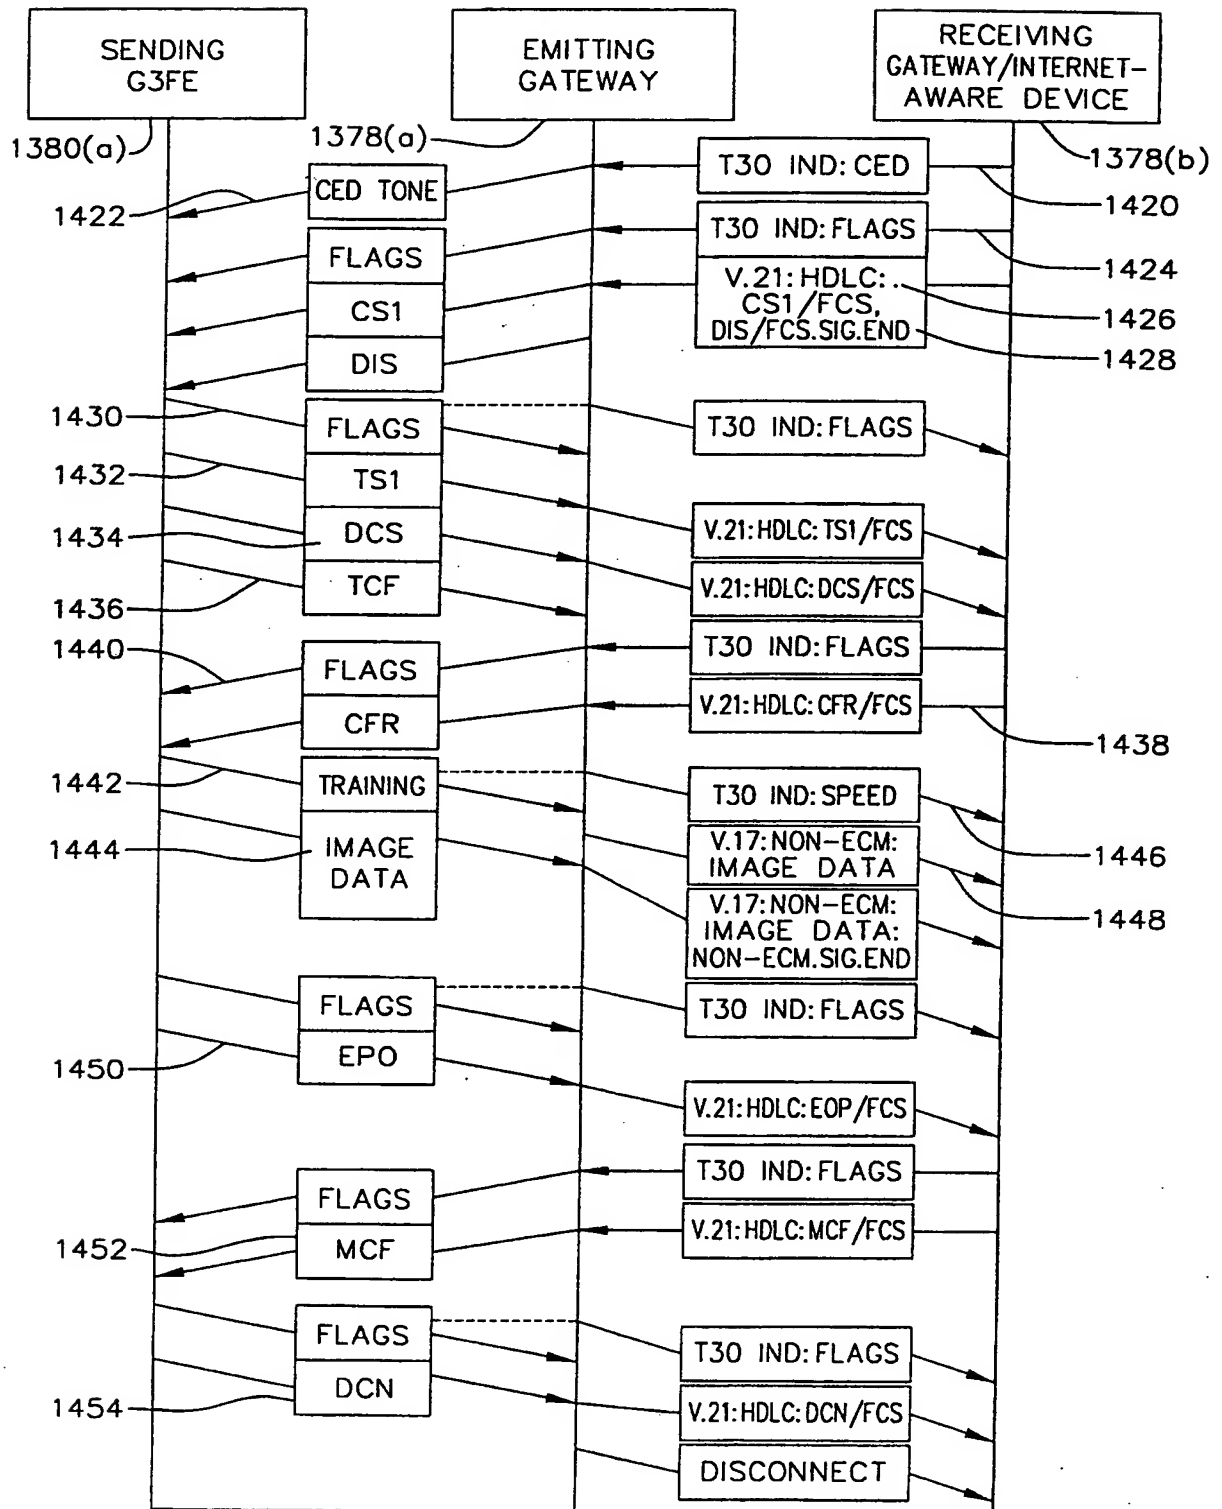 SENDING
G3FE
EMITTING
GATEWAY
RECEIVING
GATEWAY/INTERNET-
AWARE DEVICE
1380(a)
1378(a)
1378(b)
T30 IND: CED
CED TONE
1422
1420
T30 IND: FLAGS
FLAGS
1424
V.21: HDLC: .
CS1/FCS,
DIS/FCS.SIG.END
CS1
1426
DIS
1428
1430
FLAGS
T30 IND: FLAGS
1432
TS1
1434
DCS
V.21: HDLC: TS1/FCS
1436
TCF
V.21: HDLC: DCS/FCS
1440
FLAGS
T30 IND: FLAGS
CFR
V.21: HDLC: CFR/FCS
1438
1442
TRAINING
T30 IND: SPEED
1444
IMAGE
DATA
V.17: NON-ECM:
IMAGE DATA
1446
V.17: NON-ECM:
IMAGE DATA:
NON-ECM.SIG.END
1448
FLAGS
T30 IND: FLAGS
1450
EPO
V.21: HDLC: EOP/FCS
FLAGS
T30 IND: FLAGS
1452
MCF
V.21: HDLC: MCF/FCS
FLAGS
T30 IND: FLAGS
1454
DCN
V.21: HDLC: DCN/FCS
DISCONNECT